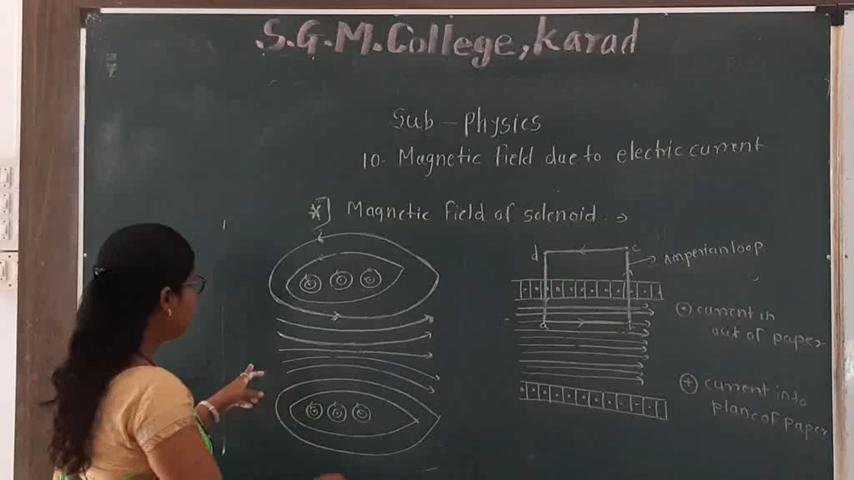 S.G.M. College, Karad
Sub - Physics
10. Magnetic field due to electric current
*] Magnetic field of solenoid. →
d
c
Amperian loop
current in
out of paper
current into
plane of paper